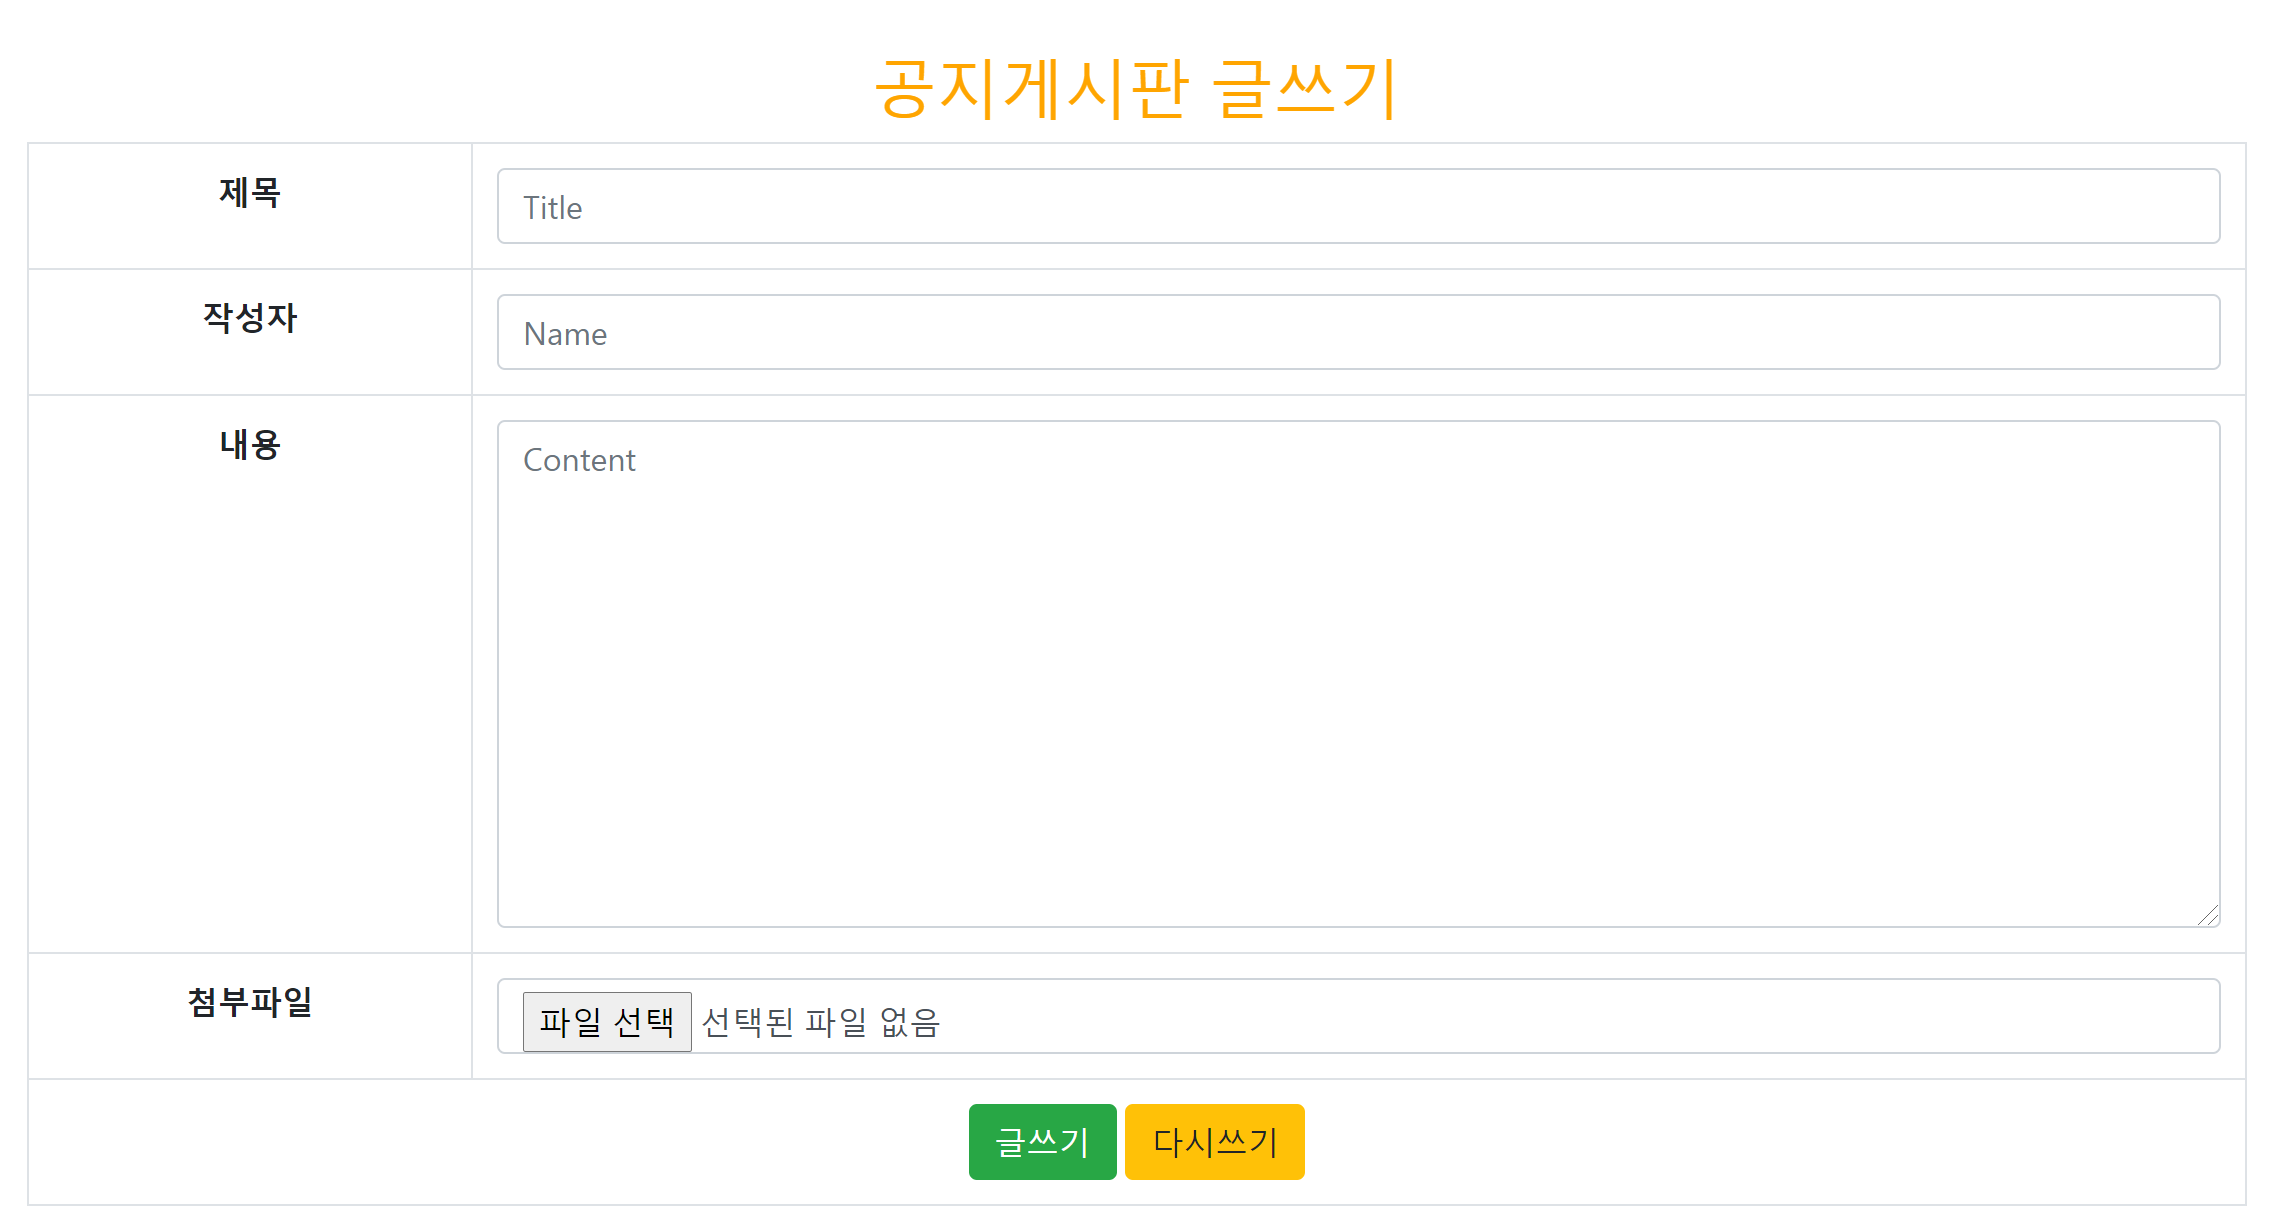 공지게시판 글쓰기
제목
Title
작성자
Name
내용
Content
첨부파일
파일 선택 선택된 파일 없음
글쓰기 다시쓰기